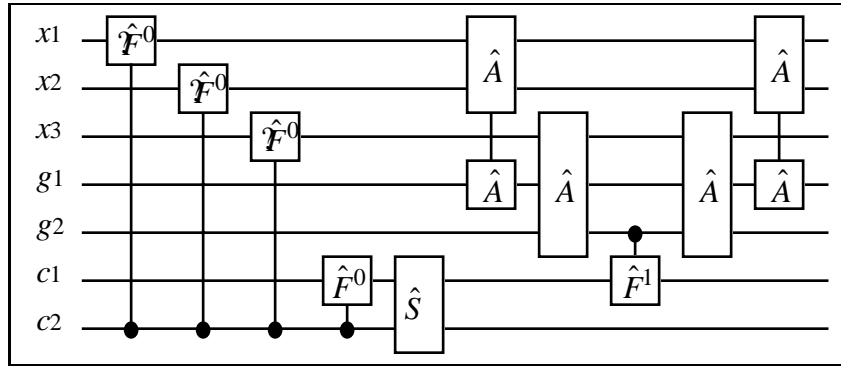 x1 ?F̂⁰ Â Â
x2 ?F̂⁰
x3 ?F̂⁰
g1 Â Â Â Â
g2
c1 F̂⁰ Ŝ F̂¹
c2